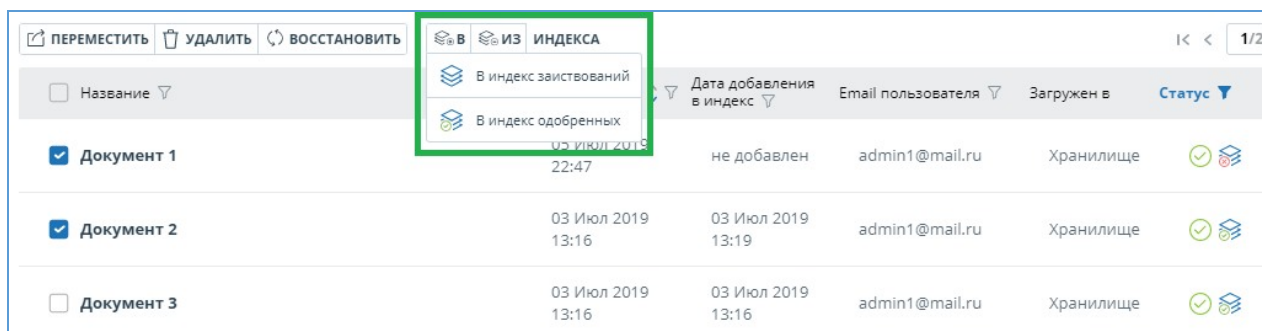 ПЕРЕМЕСТИТЬ УДАЛИТЬ ВОССТАНОВИТЬ В ИЗ ИНДЕКСА 1/2
В индекс заиствований
В индекс одобренных
Название Дата добавления
в индекс Email пользователя Загружен в Статус
Документ 1 05 Июл 2019
22:47 не добавлен admin1@mail.ru Хранилище
Документ 2 03 Июл 2019
13:16 03 Июл 2019
13:19 admin1@mail.ru Хранилище
Документ 3 03 Июл 2019
13:16 03 Июл 2019
13:16 admin1@mail.ru Хранилище